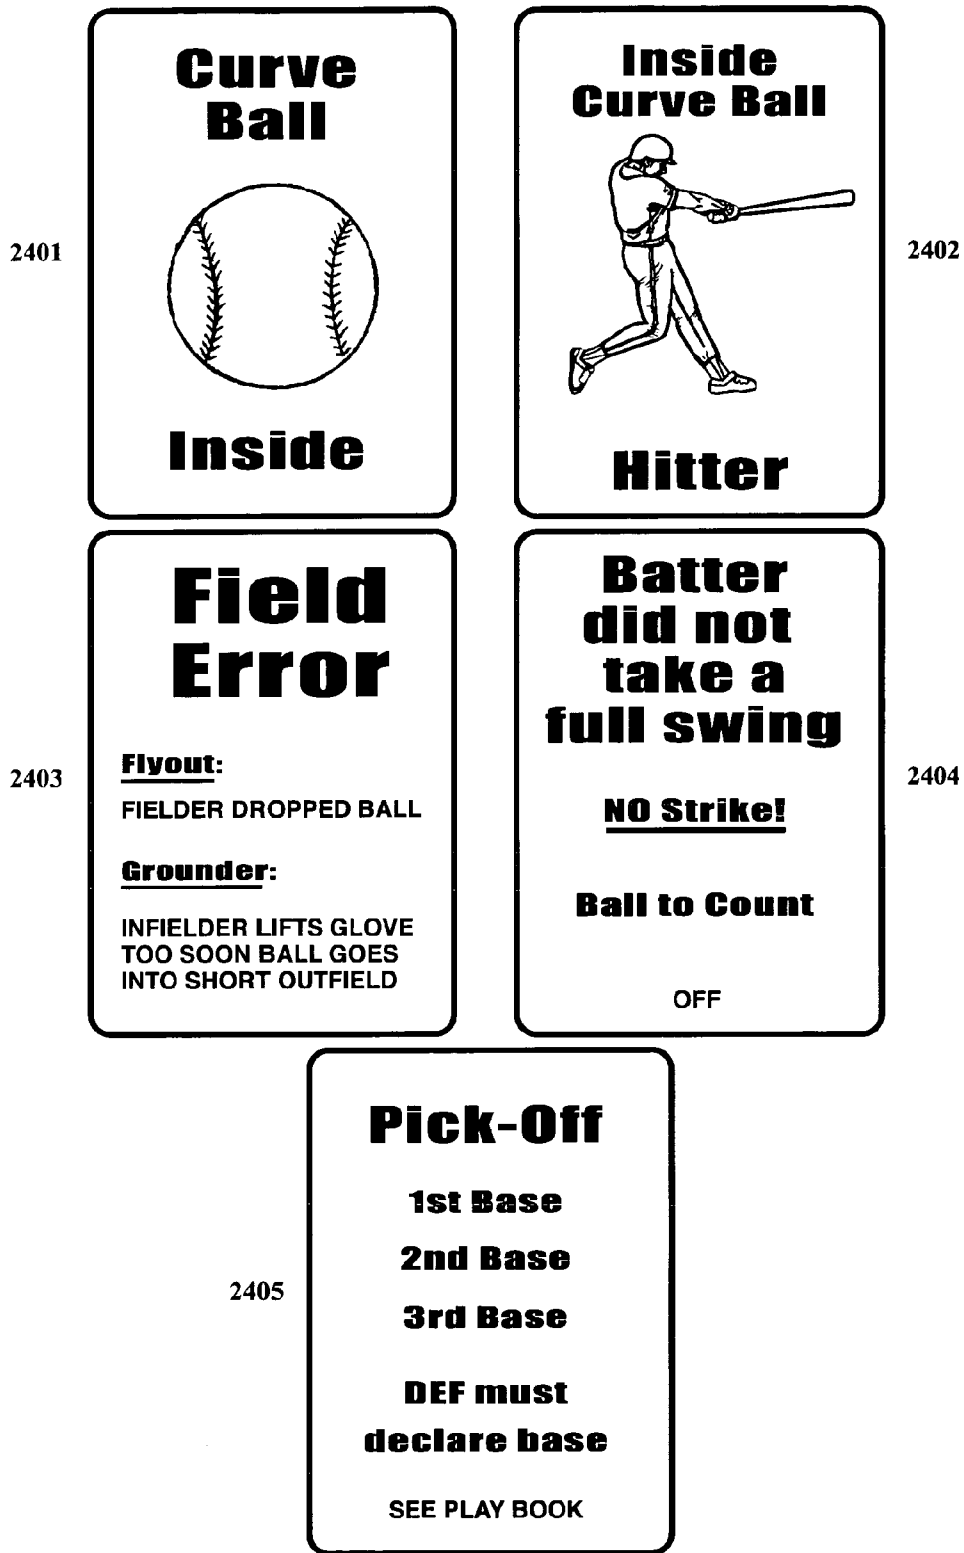 Curve
Ball
Inside
2401
Inside
Curve Ball
Hitter
2402
Field
Error
Flyout:
FIELDER DROPPED BALL
Grounder:
INFIELDER LIFTS GLOVE
TOO SOON BALL GOES
INTO SHORT OUTFIELD
2403
Batter
did not
take a
full swing
NO Strike!
Ball to Count
OFF
2404
Pick-Off
1st Base
2nd Base
3rd Base
DEF must
declare base
SEE PLAY BOOK
2405